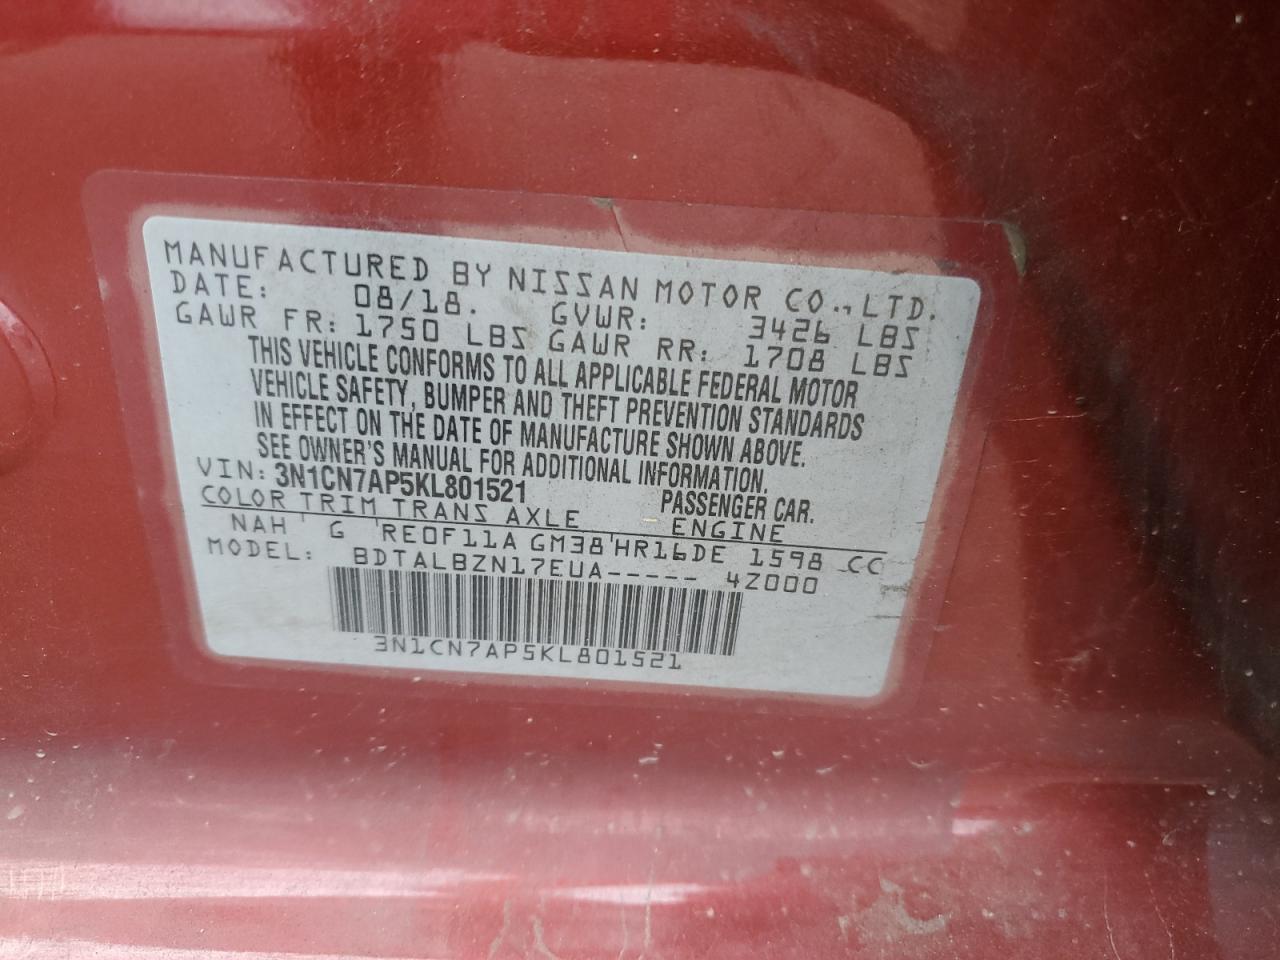 MANUFACTURED BY NISSAN MOTOR CO., LTD.
DATE: 08/18. GVWR: 3426 LBS
GAWR FR: 1750 LBS GAWR RR: 1708 LBS
THIS VEHICLE CONFORMS TO ALL APPLICABLE FEDERAL MOTOR
VEHICLE SAFETY, BUMPER AND THEFT PREVENTION STANDARDS
IN EFFECT ON THE DATE OF MANUFACTURE SHOWN ABOVE.
SEE OWNER'S MANUAL FOR ADDITIONAL INFORMATION.
VIN: 3N1CN7AP5KL801521 PASSENGER CAR.
COLOR TRIM TRANS AXLE ENGINE
NAH G RE0F11A GM38 HR16DE 1598 CC
MODEL: BDTALBZN17EUA----- 4Z000
3N1CN7AP5KL801521